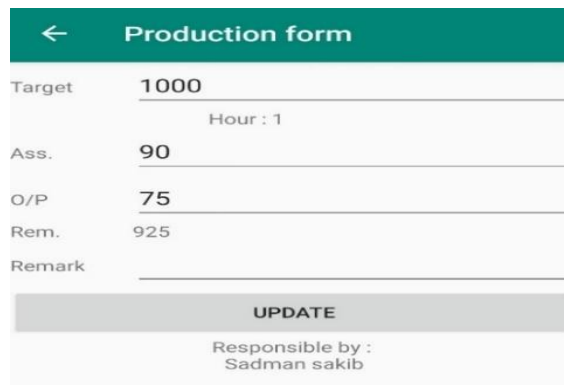 ← Production form
Target 1000
Hour : 1
Ass. 90
O/P 75
Rem. 925
Remark
UPDATE
Responsible by :
Sadman sakib